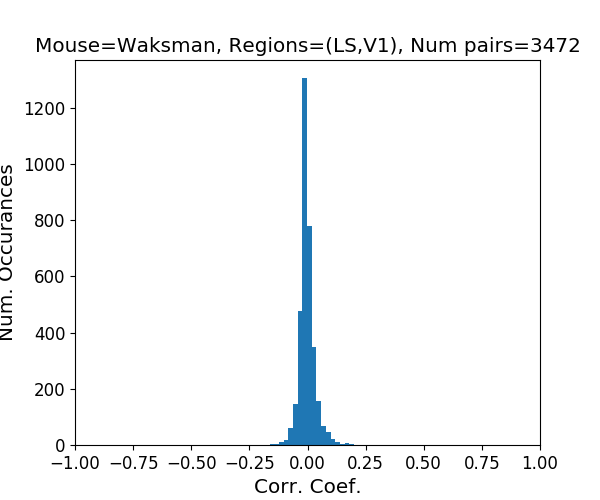 Mouse=Waksman, Regions=(LS,V1), Num pairs=3472
1200
1000
800
600
400
200
0
Num. Occurances
−1.00 −0.75 −0.50 −0.25 0.00 0.25 0.50 0.75 1.00
Corr. Coef.